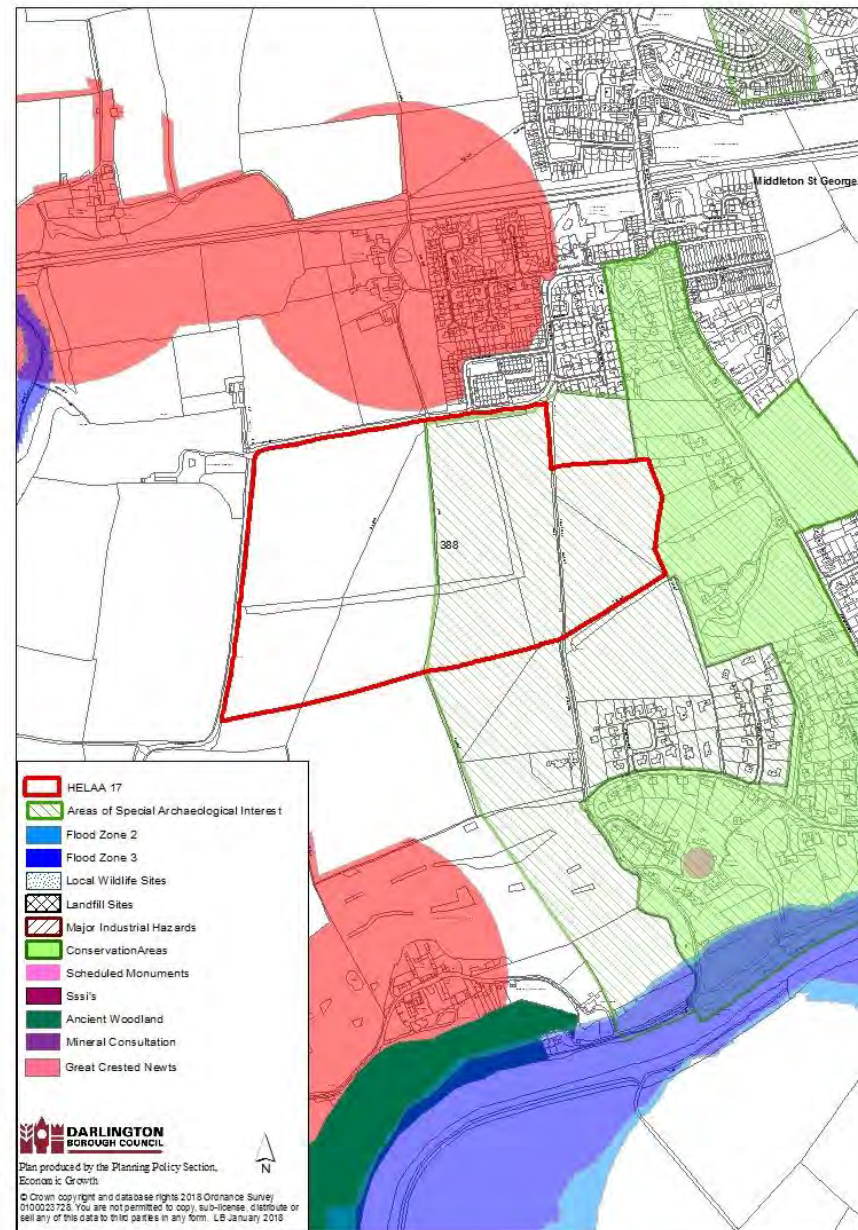 Middleton St George
388
HELAA 17
Areas of Special Archaeological Interest
Flood Zone 2
Flood Zone 3
Local Wildlife Sites
Landfill Sites
Major Industrial Hazards
ConservationAreas
Scheduled Monuments
Sssi's
Ancient Woodland
Mineral Consultation
Great Crested Newts
DARLINGTON
BOROUGH COUNCIL
N
Plan produced by the Planning Policy Section,
Economic Growth
© Crown copyright and database rights 2018 Ordnance Survey
0100023728. You are not permitted to copy, sub-license, distribute or
sell any of this data to third parties in any form. LB January 2018